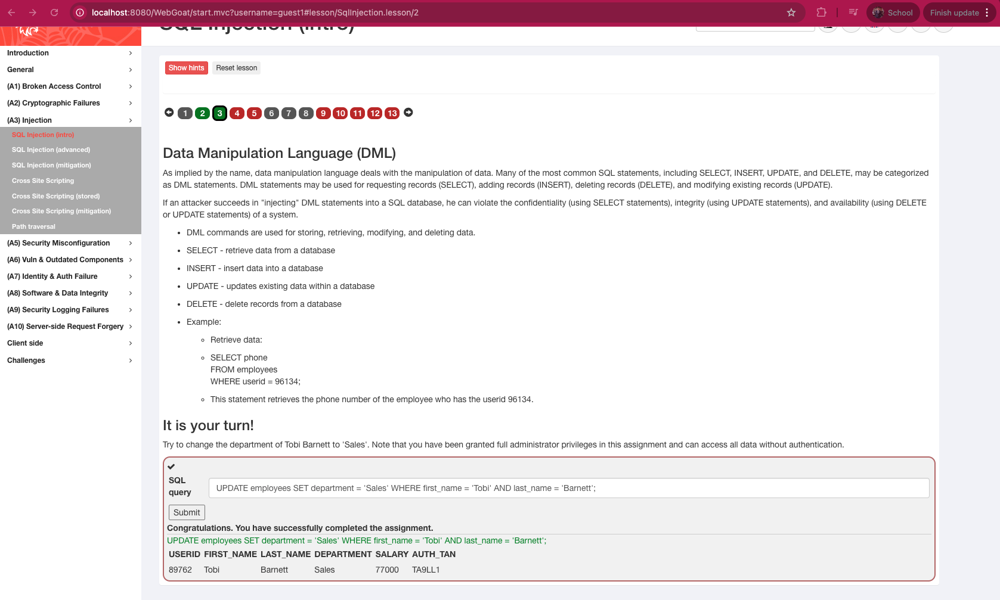 localhost:8080/WebGoat/start.mvc?username=guest1#lesson/SqlInjection.lesson/2
School
Finish update
SQL Injection (intro)
Introduction
General
(A1) Broken Access Control
(A2) Cryptographic Failures
(A3) Injection
SQL Injection (intro)
SQL Injection (advanced)
SQL Injection (mitigation)
Cross Site Scripting
Cross Site Scripting (stored)
Cross Site Scripting (mitigation)
Path traversal
(A5) Security Misconfiguration
(A6) Vuln & Outdated Components
(A7) Identity & Auth Failure
(A8) Software & Data Integrity
(A9) Security Logging Failures
(A10) Server-side Request Forgery
Client side
Challenges
Show hints Reset lesson
1 2 3 4 5 6 7 8 9 10 11 12 13
Data Manipulation Language (DML)
As implied by the name, data manipulation language deals with the manipulation of data. Many of the most common SQL statements, including SELECT, INSERT, UPDATE, and DELETE, may be categorized
as DML statements. DML statements may be used for requesting records (SELECT), adding records (INSERT), deleting records (DELETE), and modifying existing records (UPDATE).
If an attacker succeeds in "injecting" DML statements into a SQL database, he can violate the confidentiality (using SELECT statements), integrity (using UPDATE statements), and availability (using DELETE
or UPDATE statements) of a system.
• DML commands are used for storing, retrieving, modifying, and deleting data.
• SELECT - retrieve data from a database
• INSERT - insert data into a database
• UPDATE - updates existing data within a database
• DELETE - delete records from a database
• Example:
◦ Retrieve data:
◦ SELECT phone
FROM employees
WHERE userid = 96134;
◦ This statement retrieves the phone number of the employee who has the userid 96134.
It is your turn!
Try to change the department of Tobi Barnett to 'Sales'. Note that you have been granted full administrator privileges in this assignment and can access all data without authentication.
SQL
query
UPDATE employees SET department = 'Sales' WHERE first_name = 'Tobi' AND last_name = 'Barnett';
Submit
Congratulations. You have successfully completed the assignment.
UPDATE employees SET department = 'Sales' WHERE first_name = 'Tobi' AND last_name = 'Barnett';
USERID FIRST_NAME LAST_NAME DEPARTMENT SALARY AUTH_TAN
89762 Tobi Barnett Sales 77000 TA9LL1